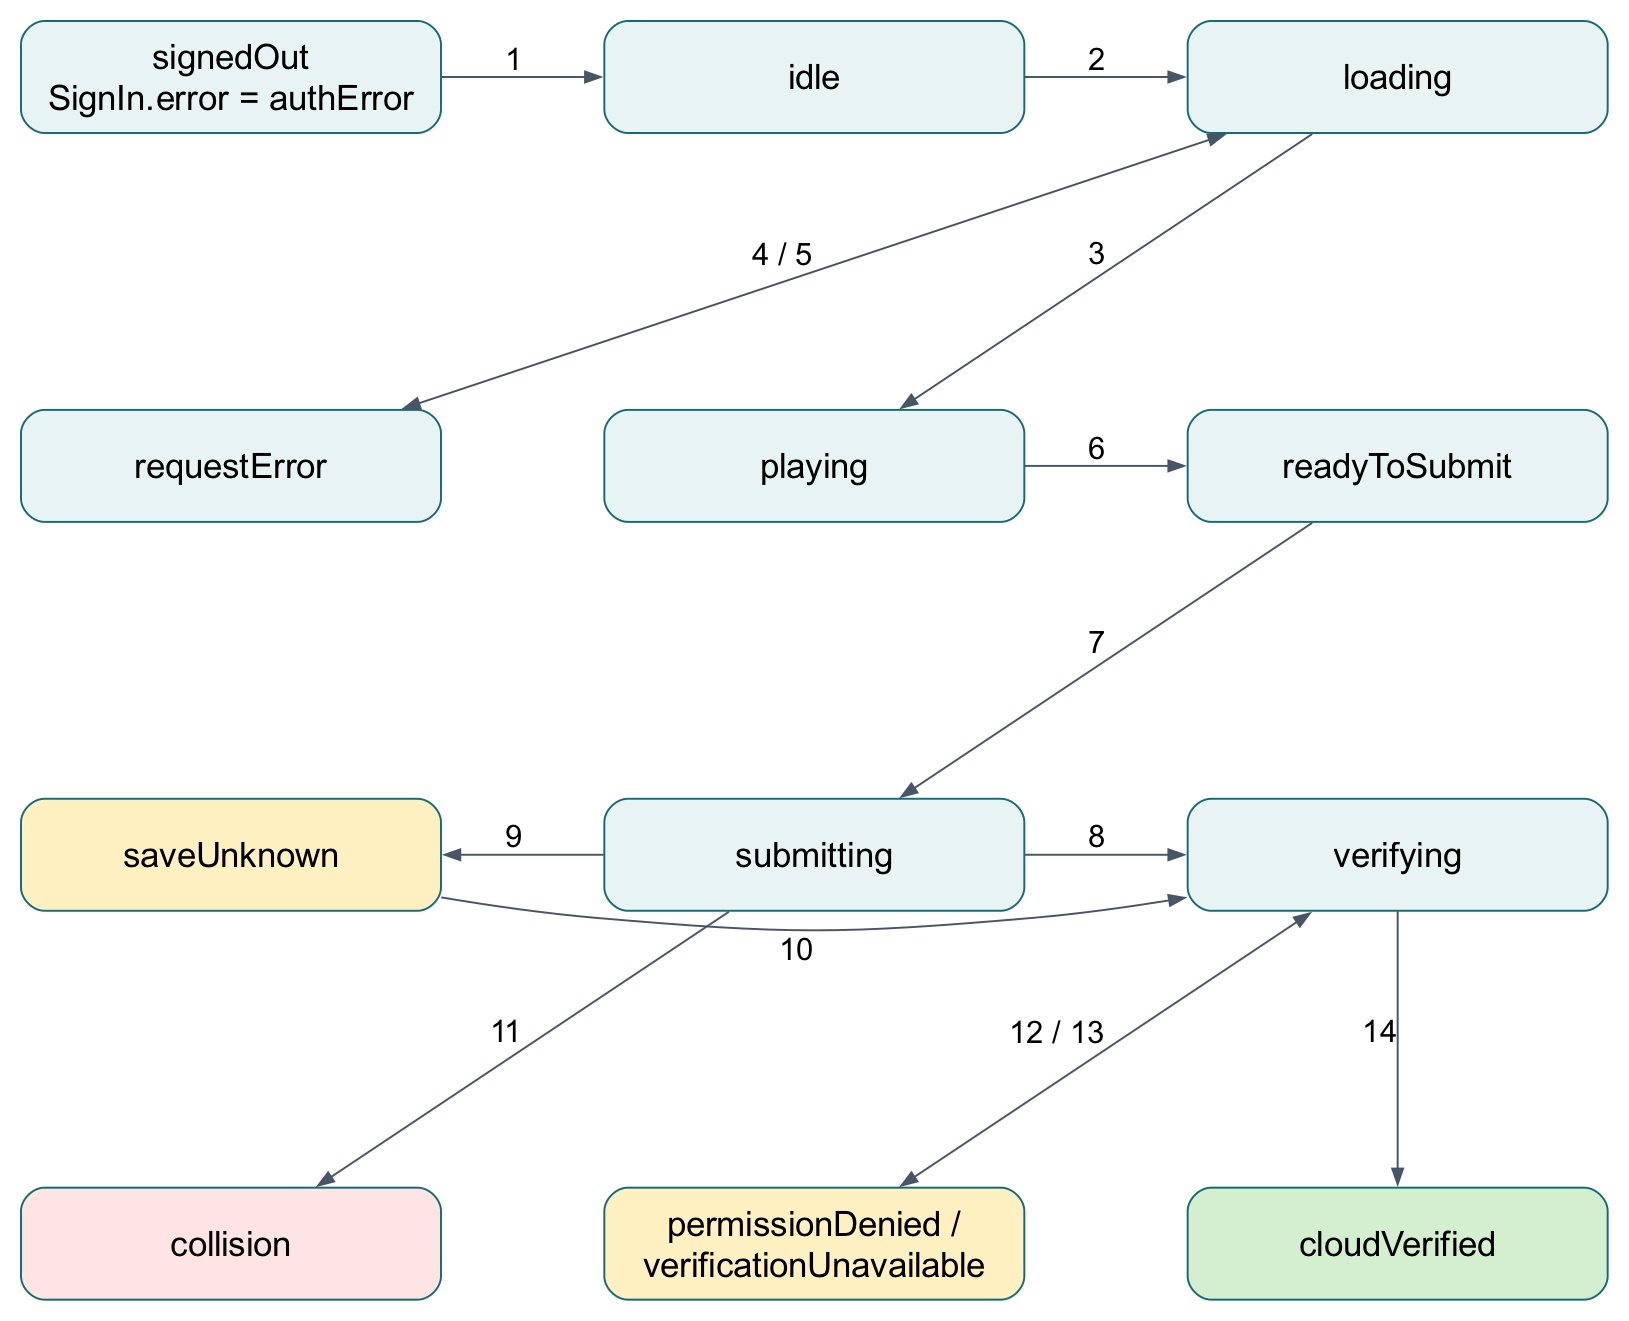 signedOut
SignIn.error = authError
1
idle
2
loading
4 / 5
3
requestError
playing
6
readyToSubmit
7
saveUnknown
9
submitting
8
verifying
10
11
12 / 13
14
collision
permissionDenied /
verificationUnavailable
cloudVerified